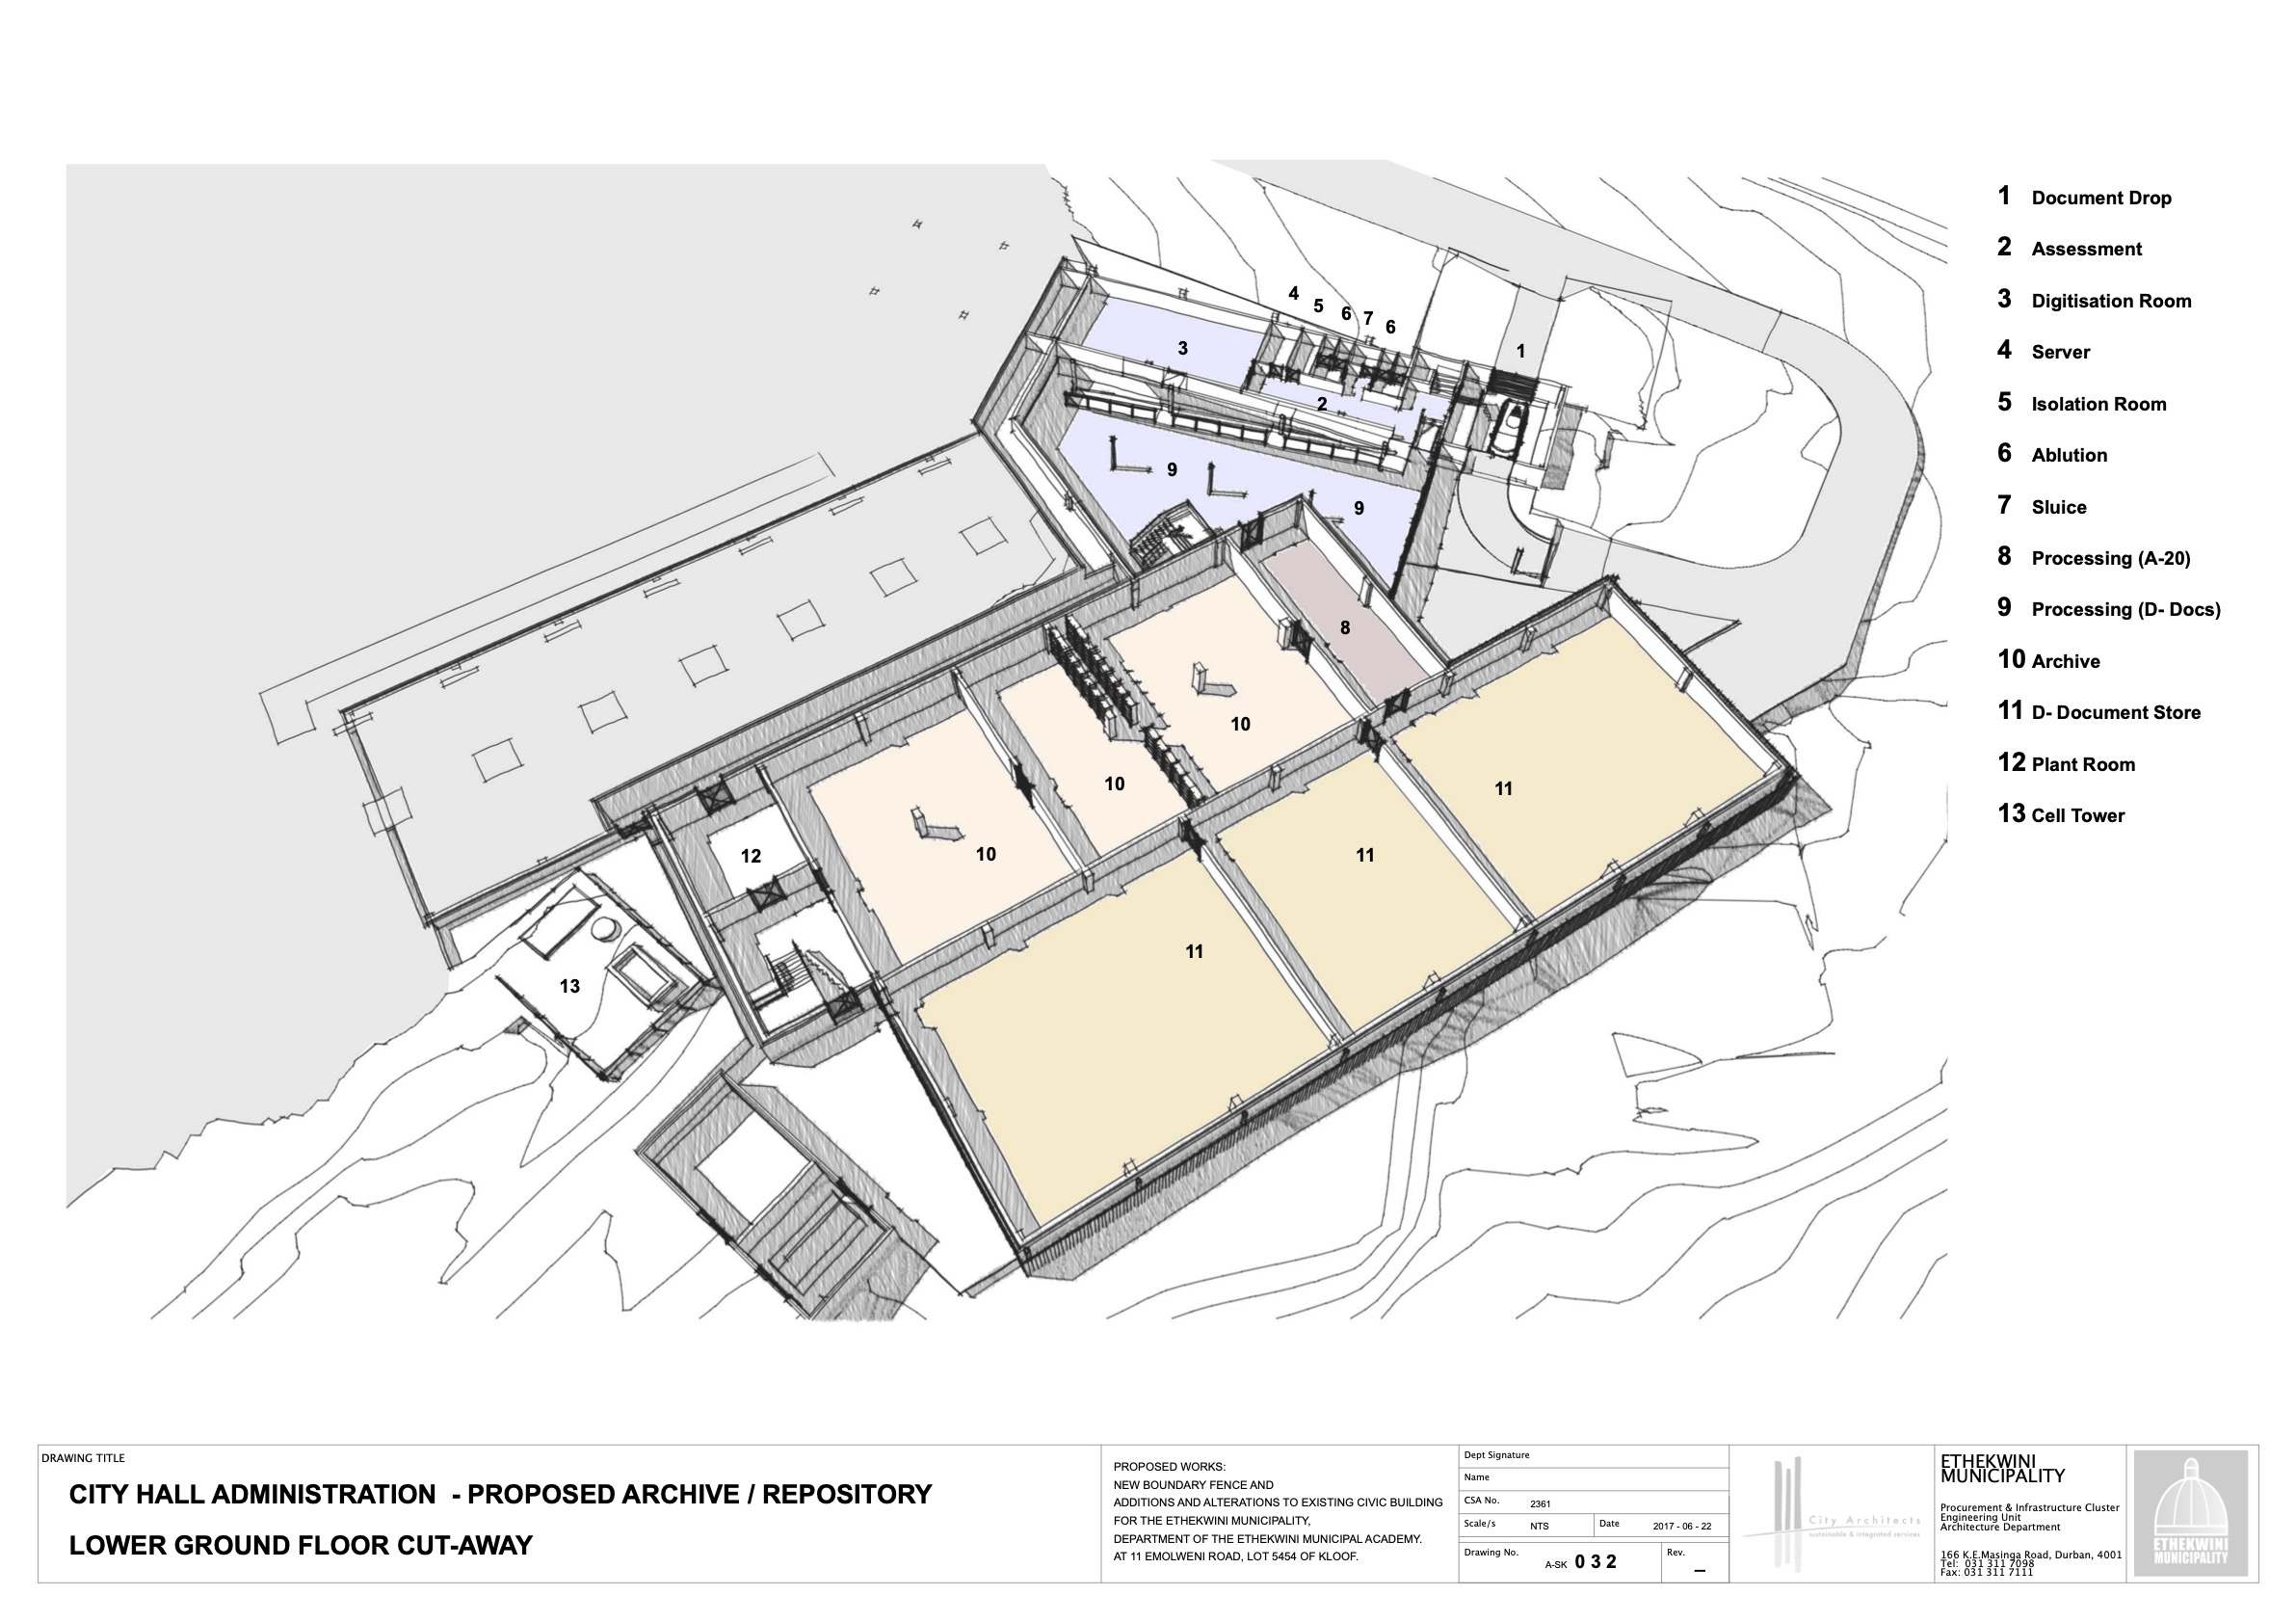 1 Document Drop
2 Assessment
3 Digitisation Room
4 Server
5 Isolation Room
6 Ablution
7 Sluice
8 Processing (A-20)
9 Processing (D- Docs)
10 Archive
11 D- Document Store
12 Plant Room
13 Cell Tower
4
5
6
7
6
1
3
2
9
9
8
10
10
10
11
11
11
12
13
DRAWING TITLE
CITY HALL ADMINISTRATION - PROPOSED ARCHIVE / REPOSITORY
LOWER GROUND FLOOR CUT-AWAY
PROPOSED WORKS:
NEW BOUNDARY FENCE AND
ADDITIONS AND ALTERATIONS TO EXISTING CIVIC BUILDING
FOR THE ETHEKWINI MUNICIPALITY,
DEPARTMENT OF THE ETHEKWINI MUNICIPAL ACADEMY.
AT 11 EMOLWENI ROAD, LOT 5454 OF KLOOF.
Dept Signature
Name
CSA No. 2361
Scale/s NTS Date 2017 - 06 - 22
Drawing No. A-SK 0 3 2 Rev. _
City Architects
sustainable & integrated services
ETHEKWINI
MUNICIPALITY
Procurement & Infrastructure Cluster
Engineering Unit
Architecture Department
166 K.E.Masinga Road, Durban, 4001
Tel: 031 311 7098
Fax: 031 311 7111
ETHEKWINI
MUNICIPALITY